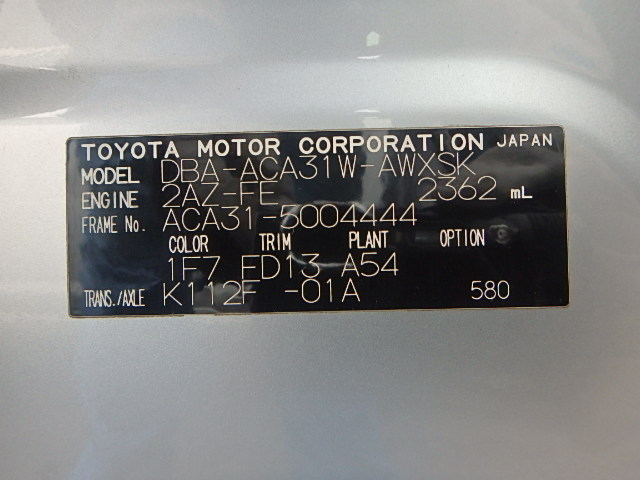 TOYOTA MOTOR CORPORATION JAPAN
MODEL DBA-ACA31W-AWXSK
ENGINE 2AZ-FE 2362 mL
FRAME No. ACA31-5004444
COLOR TRIM PLANT OPTION
1F7 FD13 A54
TRANS./AXLE K112F -01A 580